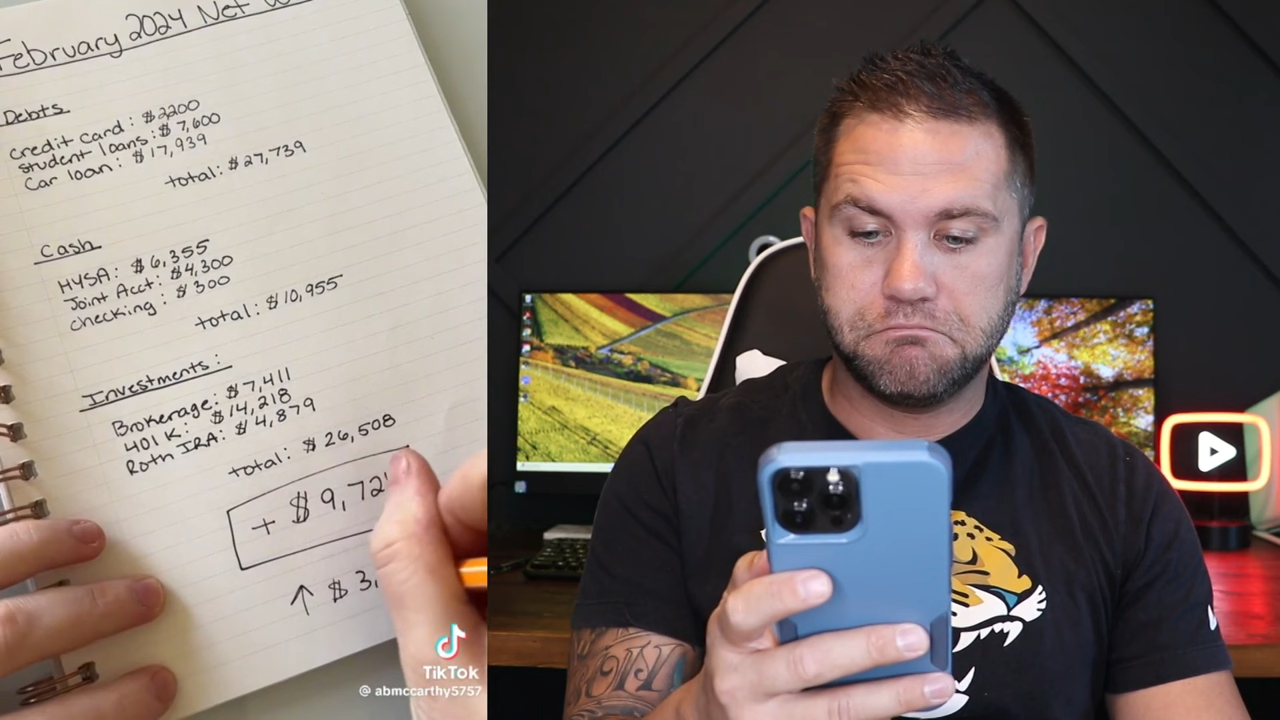 February 2024 Net W
Debts
credit card: $2200
student loans: $7,600
Car loan: $17,939
total: $27,739
Cash
HYSA: $6,355
Joint Acct: $4,300
checking: $300
total: $10,955
Investments:
Brokerage: $7,411
401K: $14,218
Roth IRA: $4,879
total: $26,508
+ $9,72
↑ $3,
TikTok
@abmccarthy5757